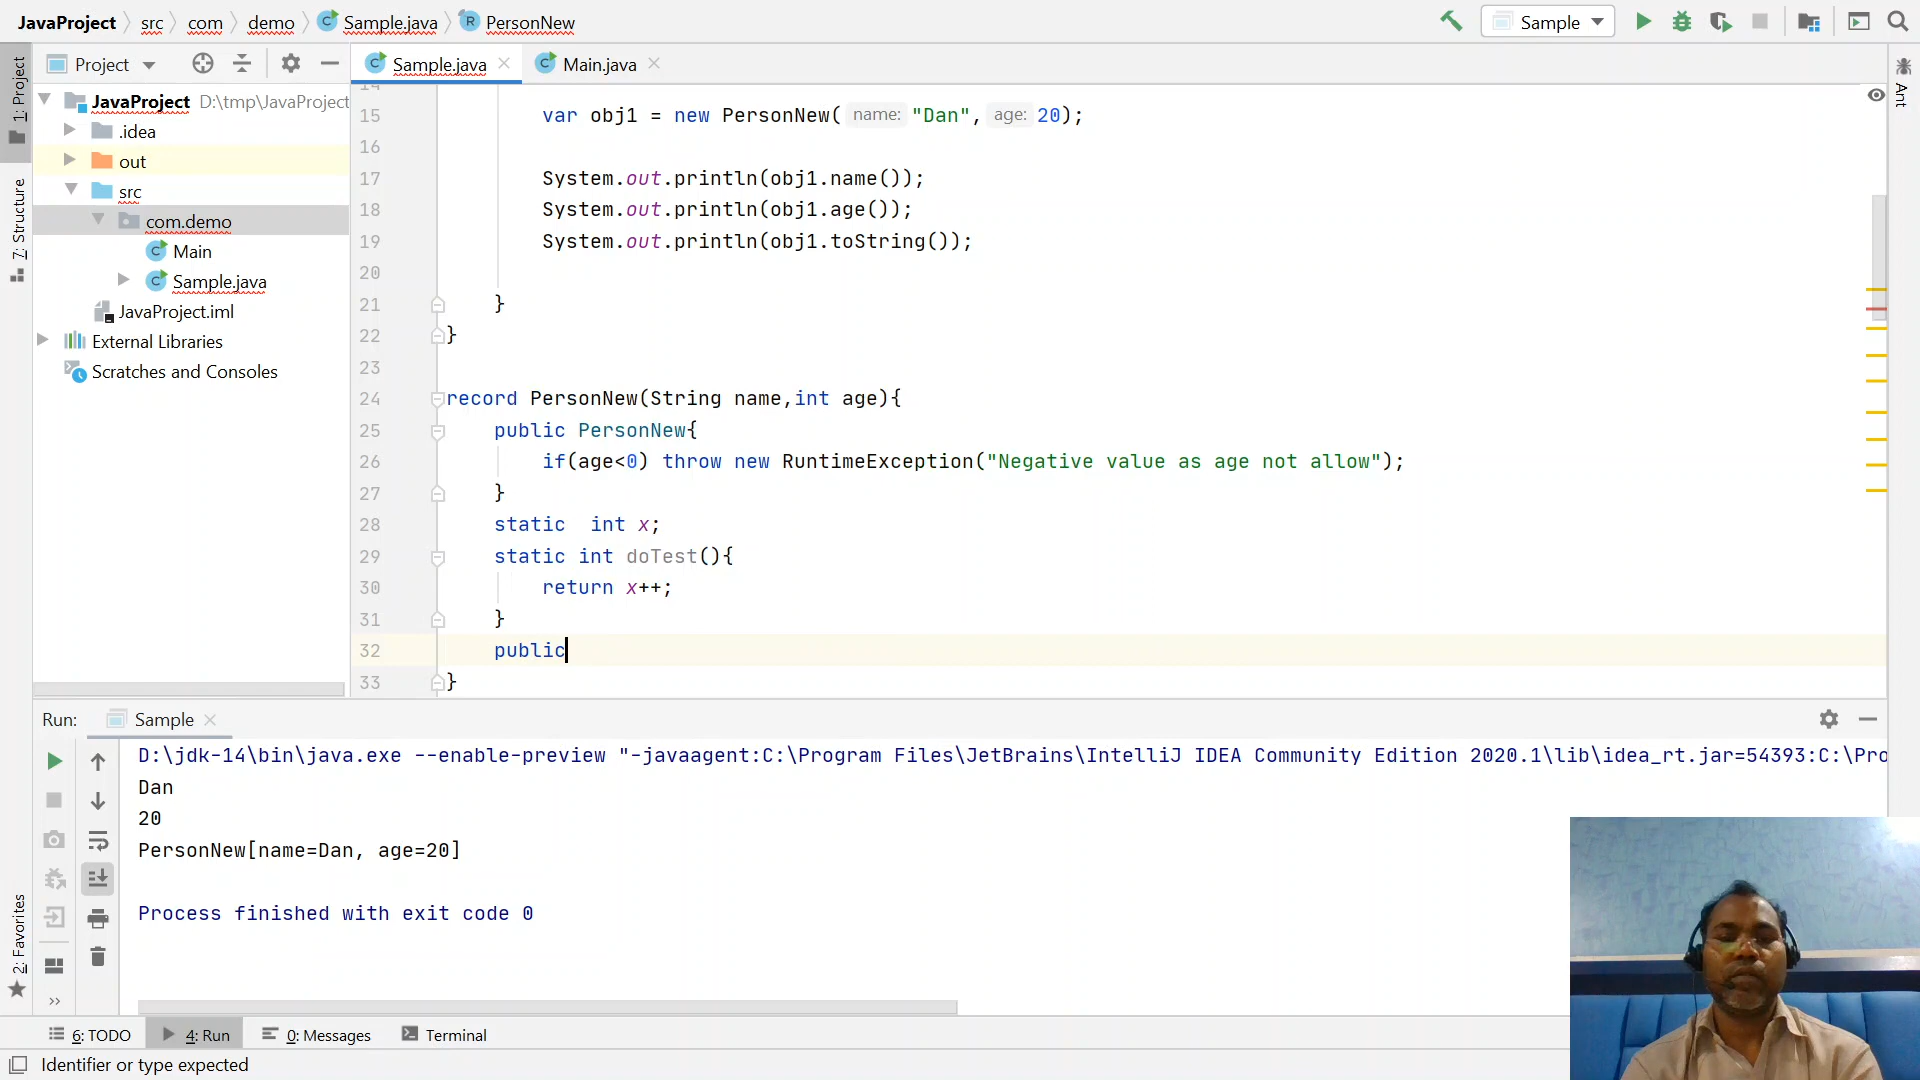 JavaProject src com demo Sample.java PersonNew
Sample
Project
Sample.java
Main.java
1: Project
7: Structure
2: Favorites
Ant
JavaProject D:\tmp\JavaProject
.idea
out
src
com.demo
Main
Sample.java
JavaProject.iml
External Libraries
Scratches and Consoles
14
15 var obj1 = new PersonNew( name: "Dan", age: 20);
16
17 System.out.println(obj1.name());
18 System.out.println(obj1.age());
19 System.out.println(obj1.toString());
20
21 }
22 }
23
24 record PersonNew(String name,int age){
25 public PersonNew{
26 if(age<0) throw new RuntimeException("Negative value as age not allow");
27 }
28 static  int x;
29 static int doTest(){
30 return x++;
31 }
32 public
33 }
Run: Sample
D:\jdk-14\bin\java.exe --enable-preview "-javaagent:C:\Program Files\JetBrains\IntelliJ IDEA Community Edition 2020.1\lib\idea_rt.jar=54393:C:\Pro
Dan
20
PersonNew[name=Dan, age=20]
Process finished with exit code 0
6: TODO
4: Run
0: Messages
Terminal
Identifier or type expected